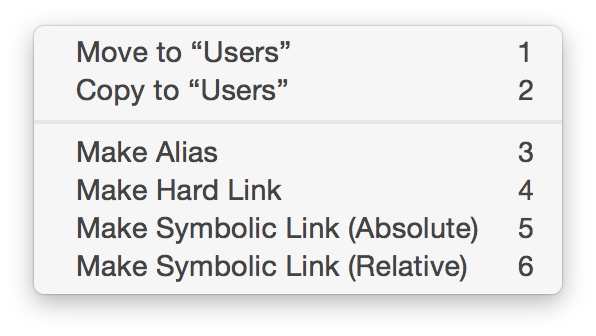 Move to “Users” 1
Copy to “Users” 2
Make Alias 3
Make Hard Link 4
Make Symbolic Link (Absolute) 5
Make Symbolic Link (Relative) 6